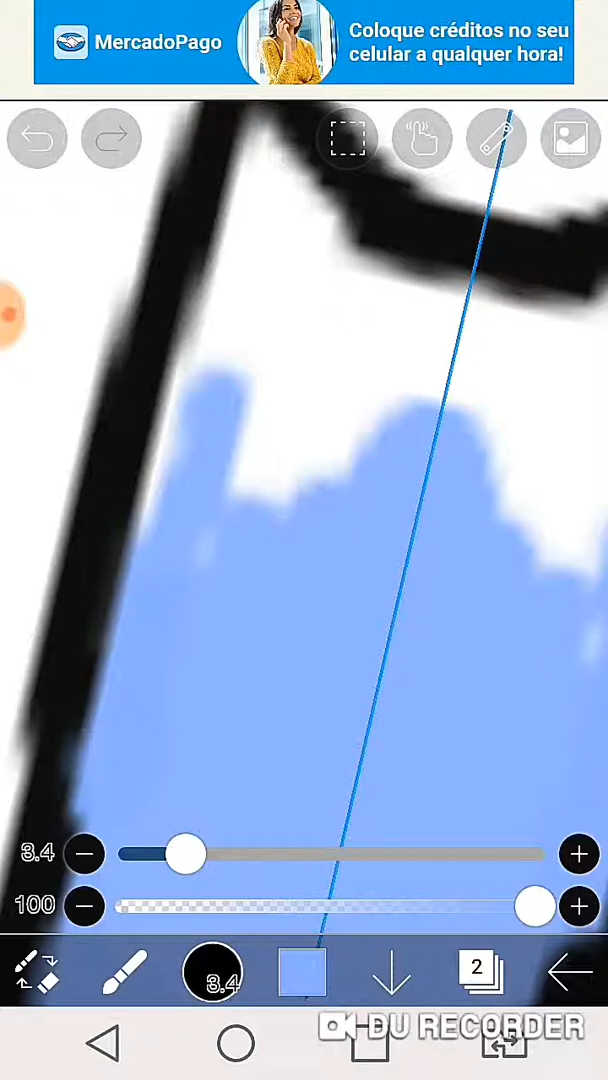 MercadoPago
Coloque créditos no seu
celular a qualquer hora!
3.4
100
3.4
2
DU RECORDER